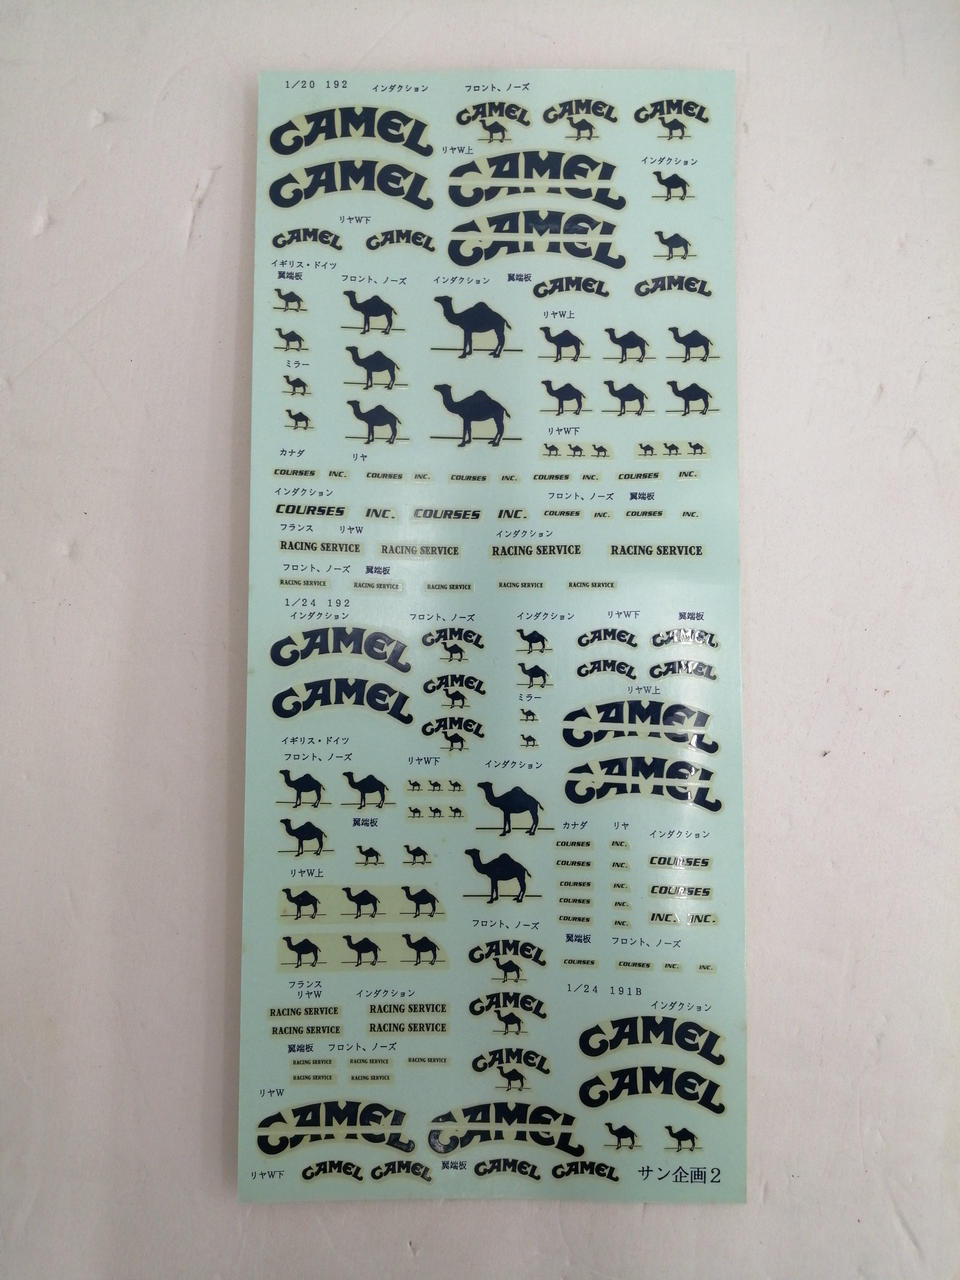 1/20 192 インダクション フロント、ノーズ
CAMEL CAMEL CAMEL CAMEL
リヤW上
CAMEL CAMEL インダクション
リヤW下 CAMEL
CAMEL CAMEL
イギリス・ドイツ
翼端板 フロント、ノーズ インダクション 翼端板 CAMEL CAMEL
リヤW上
ミラー
リヤW下
カナダ リヤ
COURSES INC. COURSES INC. COURSES INC. COURSES INC. COURSES INC.
インダクション フロント、ノーズ 翼端板
COURSES INC. COURSES INC. COURSES INC. COURSES INC.
フランス リヤW インダクション
RACING SERVICE RACING SERVICE RACING SERVICE RACING SERVICE
フロント、ノーズ 翼端板
RACING SERVICE RACING SERVICE RACING SERVICE RACING SERVICE RACING SERVICE
1/24 192
インダクション フロント、ノーズ インダクション リヤW下 翼端板
CAMEL CAMEL CAMEL CAMEL
CAMEL CAMEL CAMEL CAMEL
ミラー リヤW上
CAMEL CAMEL
イギリス・ドイツ
フロント、ノーズ リヤW下 インダクション CAMEL
翼端板 カナダ リヤ インダクション
COURSES INC.
COURSES INC. COURSES
リヤW上 COURSES INC. COURSES
COURSES INC.
COURSES INC. INC. INC.
フロント、ノーズ 翼端板 フロント、ノーズ
CAMEL COURSES COURSES INC. INC.
フランス
リヤW インダクション 1/24 191B
CAMEL インダクション
RACING SERVICE RACING SERVICE CAMEL
RACING SERVICE RACING SERVICE
翼端板 フロント、ノーズ CAMEL
RACING SERVICE RACING SERVICE RACING SERVICE
RACING SERVICE RACING SERVICE CAMEL
リヤW
CAMEL CAMEL
リヤW下 CAMEL CAMEL 翼端板 CAMEL CAMEL サン企画2